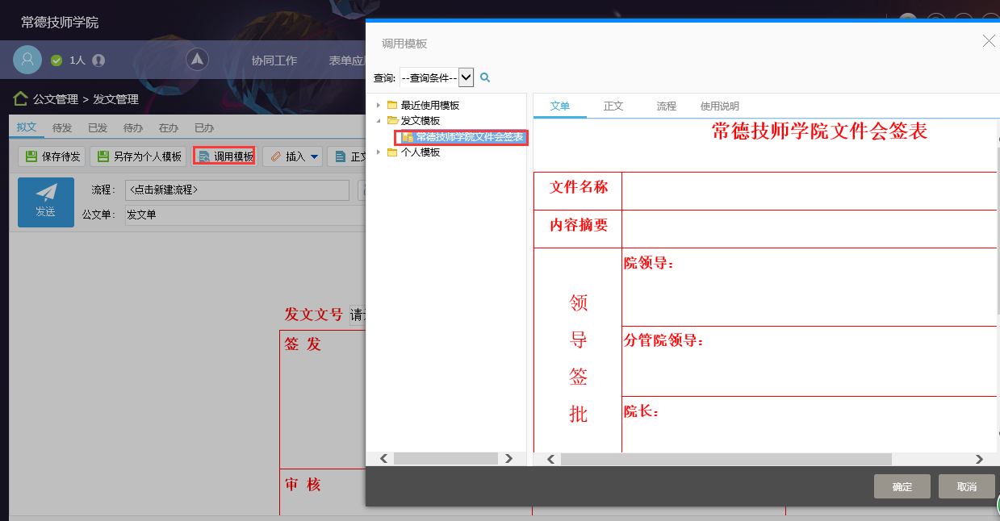 常德技师学院
1人
协同工作
表单应
公文管理 > 发文管理
拟文 待发 已发 待办 在办 已办
保存待发 另存为个人模板 调用模板 插入 正文
发送
流程： <点击新建流程>
公文单： 发文单
发文文号 请
签 发
审 核
调用模板
查询: --查询条件--
最近使用模板
发文模板
常德技师学院文件会签表
个人模板
文单 正文 流程 使用说明
常德技师学院文件会签表
文件名称
内容摘要
领
导
签
批
院领导：
分管院领导：
院长：
确定 取消